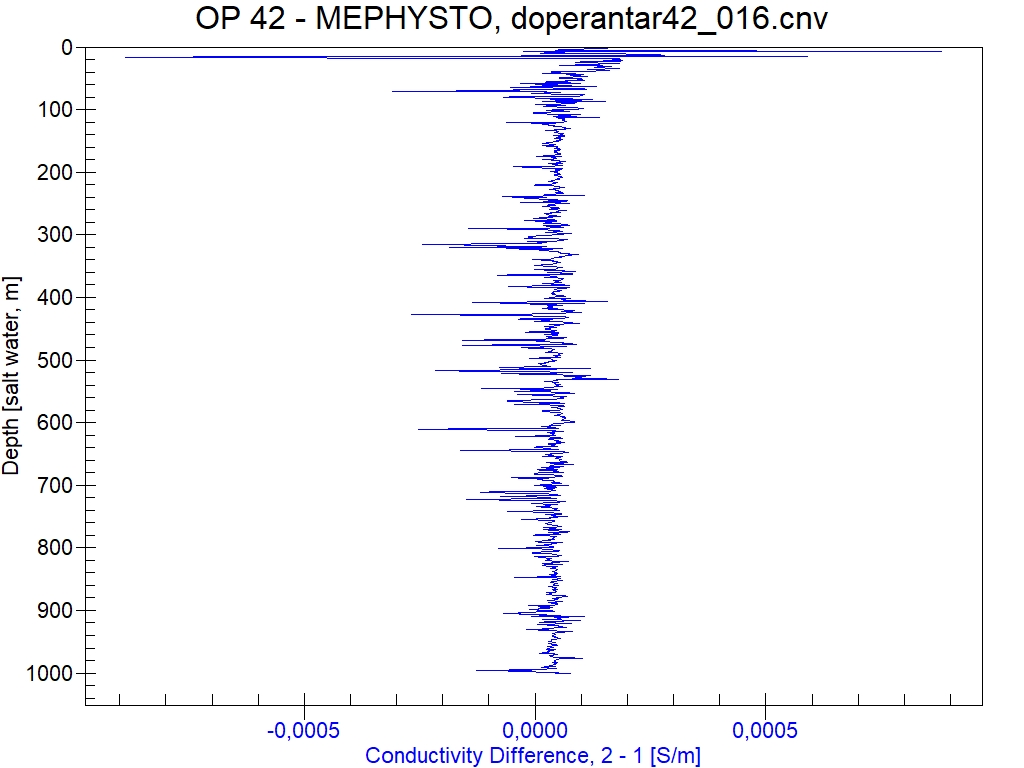 OP 42 - MEPHYSTO, doperantar42_016.cnv
0
100
200
300
400
500
600
700
800
900
1000
Depth [salt water, m]
-0,0005 0,0000 0,0005
Conductivity Difference, 2 - 1 [S/m]